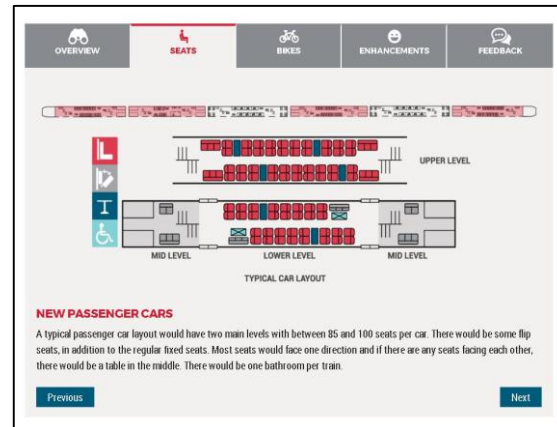 OVERVIEW
SEATS
BIKES
ENHANCEMENTS
FEEDBACK
UPPER LEVEL
MID LEVEL
LOWER LEVEL
MID LEVEL
TYPICAL CAR LAYOUT
NEW PASSENGER CARS
A typical passenger car layout would have two main levels with between 85 and 100 seats per car. There would be some flip
seats, in addition to the regular fixed seats. Most seats would face one direction and if there are any seats facing each other,
there would be a table in the middle. There would be one bathroom per train.
Previous
Next